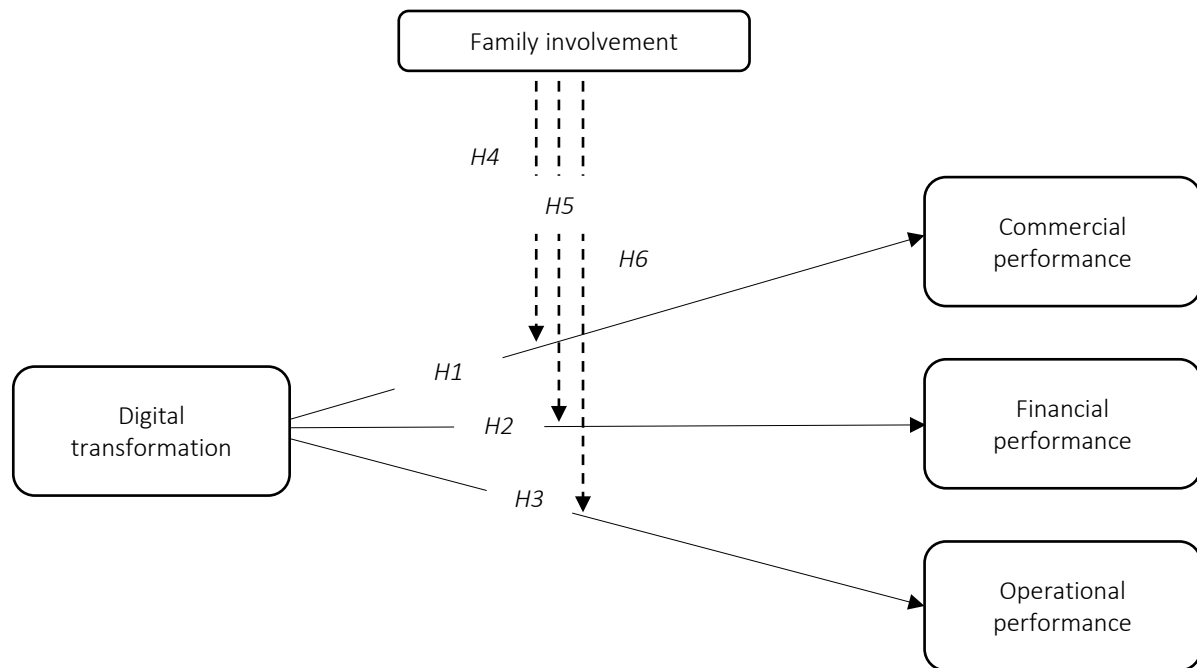 Family involvement
H4
H5
H6
Commercial
performance
H1
Digital
transformation
H2
Financial
performance
H3
Operational
performance